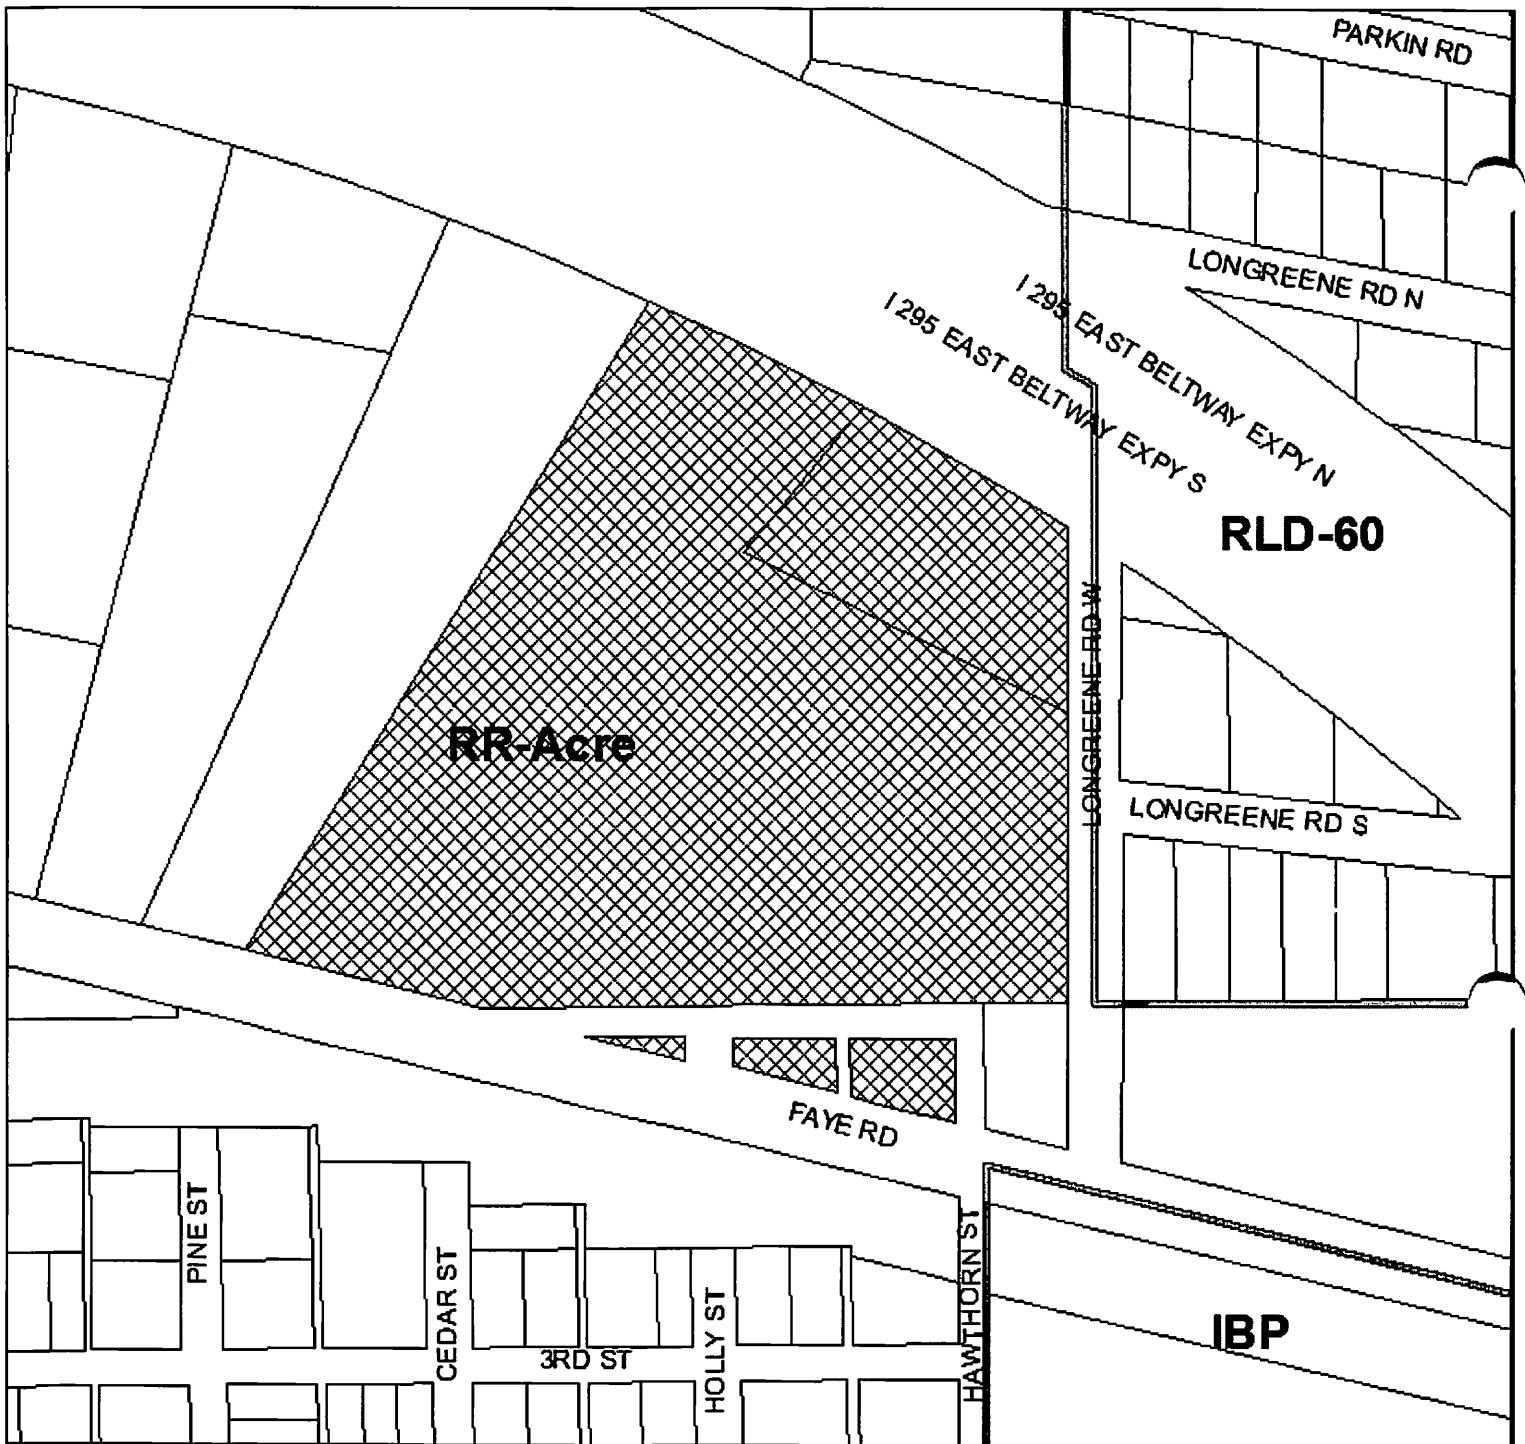 PARKIN RD
LONGREENE RD N
I 295 EAST BELTWAY EXPY N
I 295 EAST BELTWAY EXPY S
RLD-60
LONGREENE RD W
RR-Acre
LONGREENE RD S
FAYE RD
PINE ST
CEDAR ST
HOLLY ST
HAWTHORN ST
3RD ST
IBP